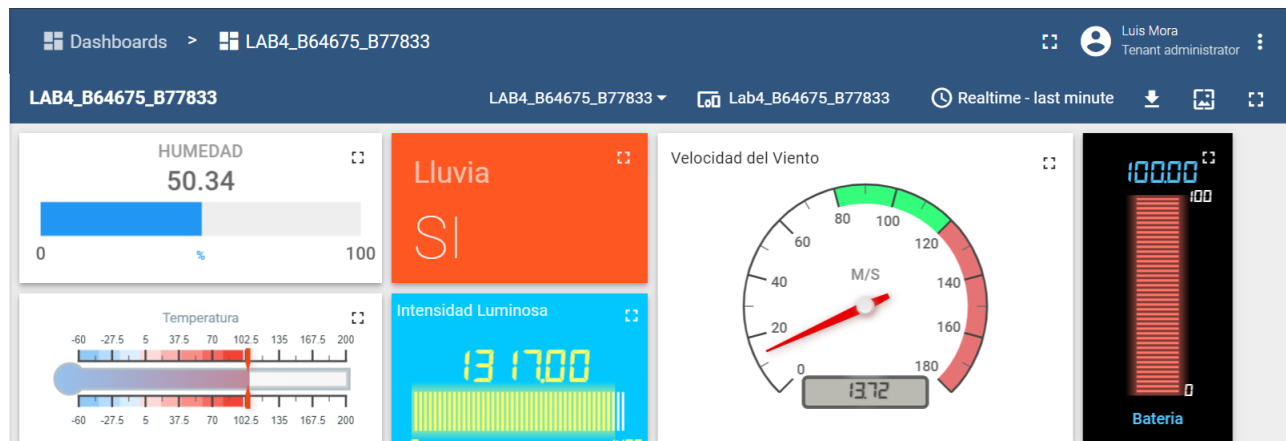 Dashboards > LAB4_B64675_B77833
Luis Mora
Tenant administrator
LAB4_B64675_B77833
LAB4_B64675_B77833
Lab4_B64675_B77833
Realtime - last minute
HUMEDAD
50.34
0 % 100
Lluvia
SI
Velocidad del Viento
0 20 40 60 80 100 120 140 160 180
M/S
13.72
100.00
100
0
Bateria
Temperatura
-60 -27.5 5 37.5 70 102.5 135 167.5 200
-60 -27.5 5 37.5 70 102.5 135 167.5 200
Intensidad Luminosa
1317.00